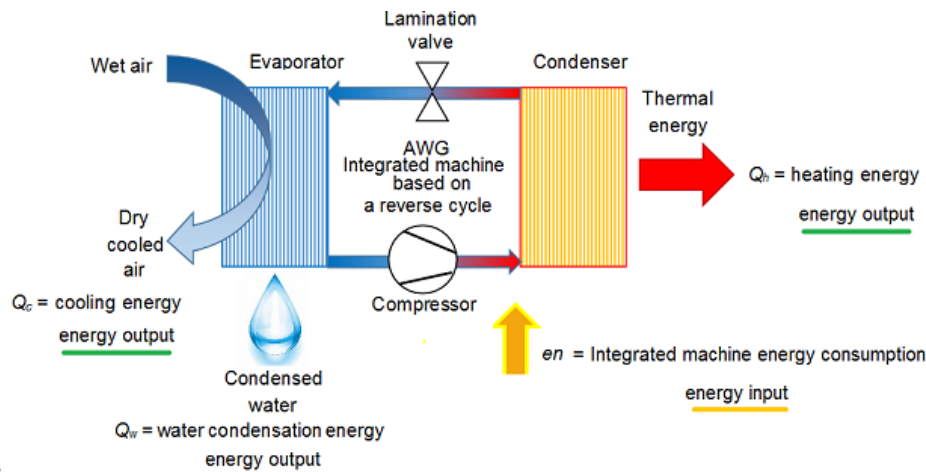 Lamination
valve
Wet air
Evaporator
Condenser
Thermal
energy
AWG
Integrated machine
based on
a reverse cycle
Qh = heating energy
energy output
Dry
cooled
air
Compressor
Qc = cooling energy
energy output
en = Integrated machine energy consumption
energy input
Condensed
water
Qw = water condensation energy
energy output